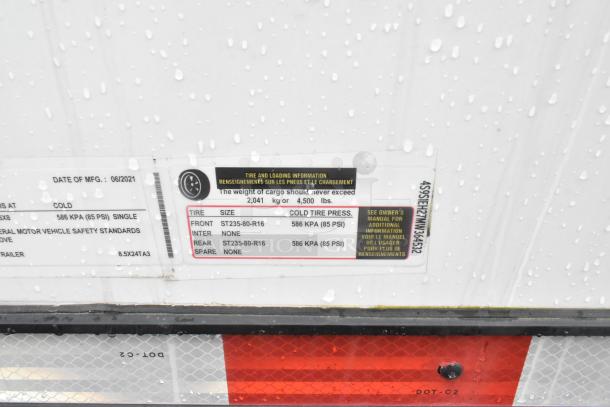 DATE OF MFG. : 06/2021
COLD
586 KPA (85 PSI) SINGLE
MOTOR VEHICLE SAFETY STANDARDS
8.5X24TA3
TIRE AND LOADING INFORMATION
RENSEIGNEMENTS SUR LES PNEUS ET LE CHARGEMENT
The weight of cargo should never exceed
2,041 kg or 4,500 lbs.
TIRE SIZE COLD TIRE PRESS.
FRONT ST235-80-R16 586 KPA (85 PSI)
INTER. NONE
REAR ST235-80-R16 586 KPA (85 PSI)
SPARE NONE
SEE OWNER'S
MANUAL FOR
ADDITIONAL
INFORMATION
VOIR LE MANUEL
DE L'USAGER
POUR PLUS DE
RENSEIGNEMENTS
DOT-C2
DOT-C2